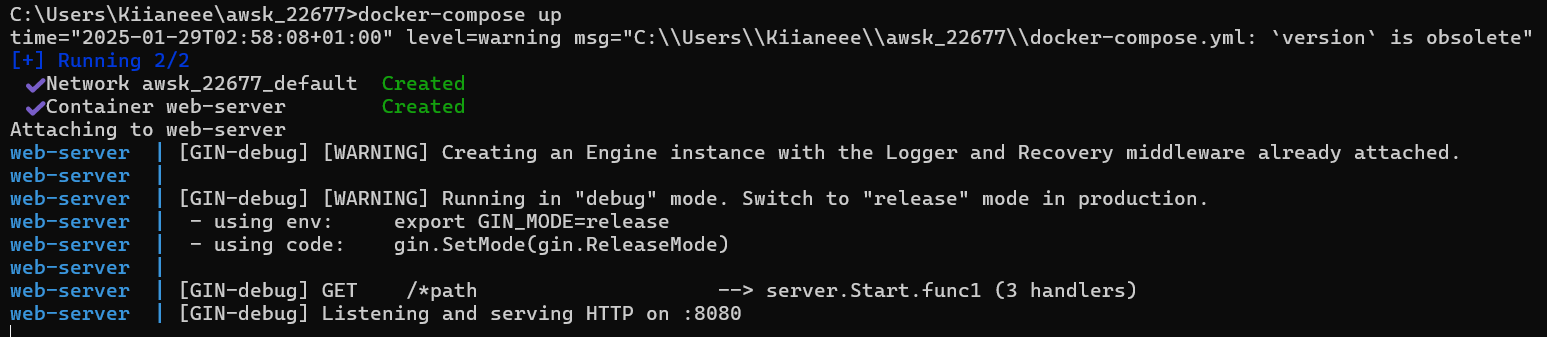 C:\Users\Kiianeee\awsk_22677>docker-compose up
time="2025-01-29T02:58:08+01:00" level=warning msg="C:\\Users\\Kiianeee\\awsk_22677\\docker-compose.yml: `version` is obsolete"
[+] Running 2/2
✔Network awsk_22677_default  Created
✔Container web-server        Created
Attaching to web-server
web-server  | [GIN-debug] [WARNING] Creating an Engine instance with the Logger and Recovery middleware already attached.
web-server  |
web-server  | [GIN-debug] [WARNING] Running in "debug" mode. Switch to "release" mode in production.
web-server  |  - using env:     export GIN_MODE=release
web-server  |  - using code:    gin.SetMode(gin.ReleaseMode)
web-server  |
web-server  | [GIN-debug] GET    /*path                    --> server.Start.func1 (3 handlers)
web-server  | [GIN-debug] Listening and serving HTTP on :8080